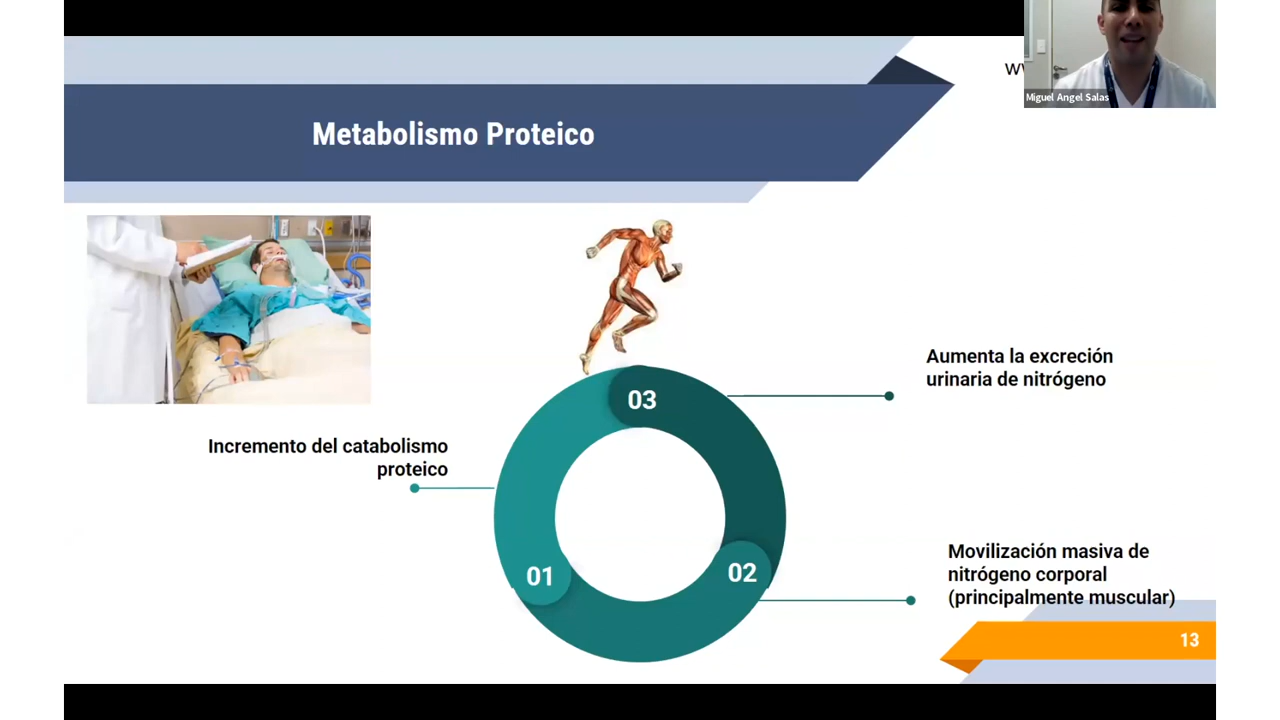 Metabolismo Proteico
Miguel Angel Salas
03
Aumenta la excreción
urinaria de nitrógeno
Incremento del catabolismo
proteico
01
02
Movilización masiva de
nitrógeno corporal
(principalmente muscular)
13